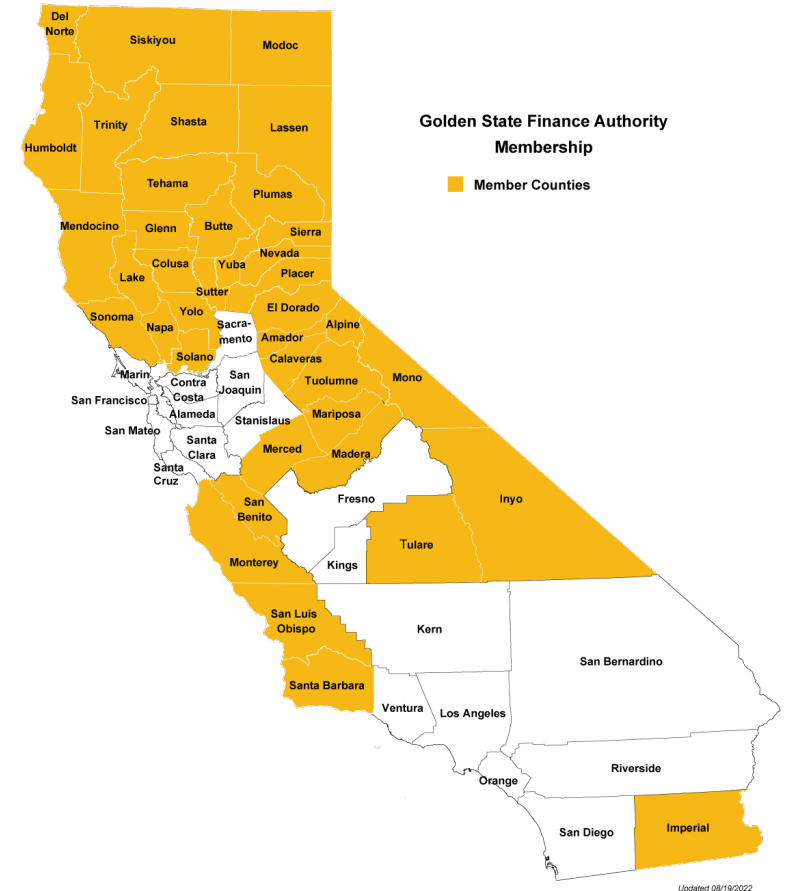 Del
Norte
Siskiyou
Modoc
Golden State Finance Authority
Membership
Member Counties
Trinity
Shasta
Lassen
Humboldt
Tehama
Plumas
Mendocino
Glenn
Butte
Sierra
Nevada
Colusa
Yuba
Placer
Lake
Sutter
El Dorado
Sonoma
Yolo
Napa
Sacra-
mento
Alpine
Amador
Solano
Calaveras
Marin
Contra
Costa
San
Joaquin
Tuolumne
Mono
San Francisco
Alameda
Stanislaus
Mariposa
San Mateo
Santa
Clara
Merced
Madera
Santa
Cruz
Fresno
Inyo
San
Benito
Tulare
Monterey
Kings
San Luis
Obispo
Kern
San Bernardino
Santa Barbara
Ventura
Los Angeles
Orange
Riverside
San Diego
Imperial
Updated 08/19/2022